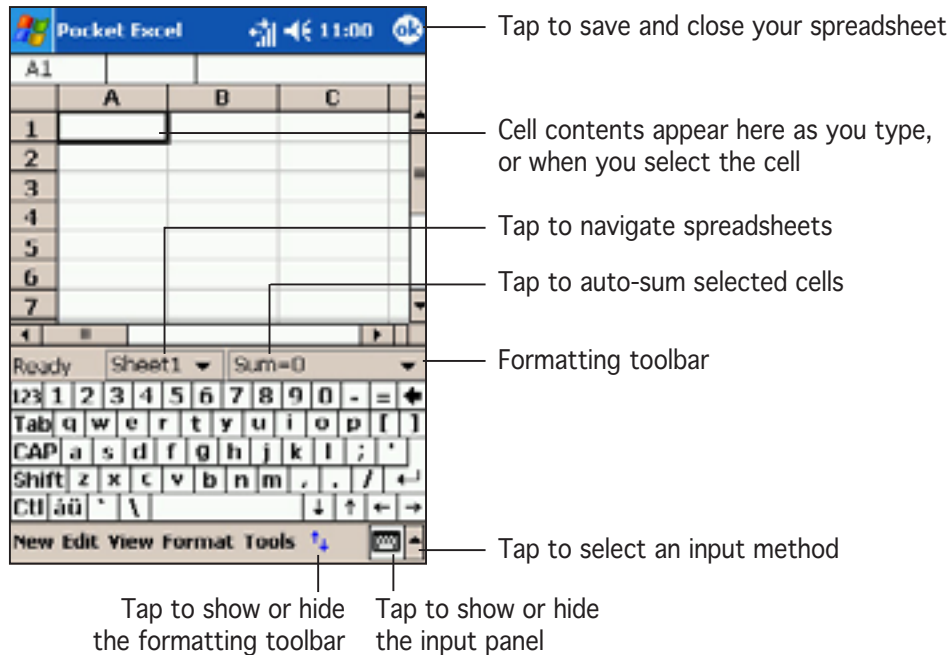 Pocket Excel 11:00 ok
Tap to save and close your spreadsheet
A1
A B C
1
Cell contents appear here as you type,
or when you select the cell
2
3
4
Tap to navigate spreadsheets
5
6
Tap to auto-sum selected cells
7
Ready Sheet1 Sum=0
Formatting toolbar
123 1 2 3 4 5 6 7 8 9 0 - =
Tab q w e r t y u i o p [ ]
CAP a s d f g h j k l ; '
Shift z x c v b n m , . /
Ctl áü ` \ ↓ ↑ ← →
New Edit View Format Tools
Tap to select an input method
Tap to show or hide
the formatting toolbar
Tap to show or hide
the input panel